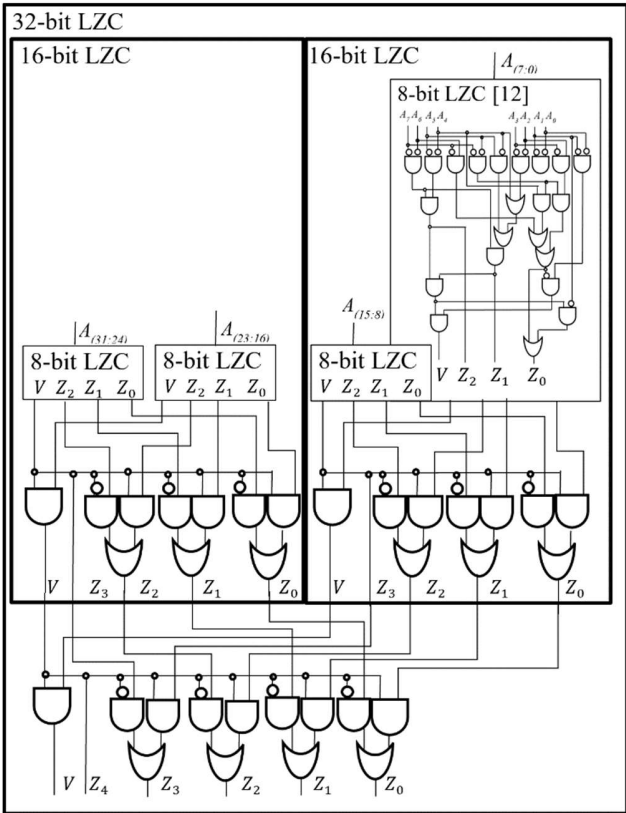 32-bit LZC
16-bit LZC
16-bit LZC
A(7:0)
8-bit LZC [12]
A7 A6 A5 A4 A3 A2 A1 A0
V Z2 Z1 Z0
A(31:24)
A(23:16)
A(15:8)
8-bit LZC
V Z2 Z1 Z0
8-bit LZC
V Z2 Z1 Z0
8-bit LZC
V Z2 Z1 Z0
V Z3 Z2 Z1 Z0
V Z3 Z2 Z1 Z0
V Z4 Z3 Z2 Z1 Z0